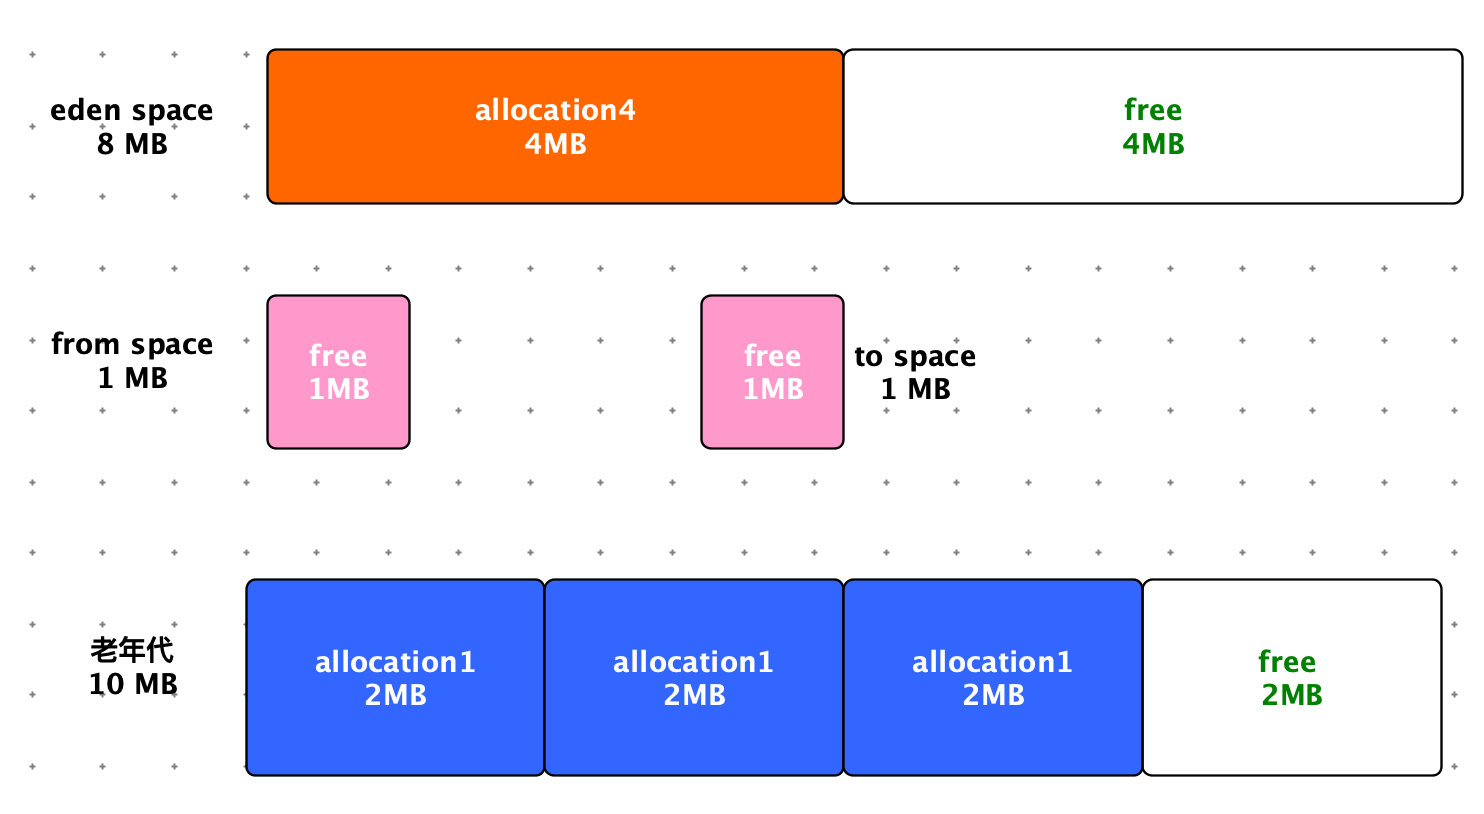 eden space
8 MB
allocation4
4MB
free
4MB
from space
1 MB
free
1MB
free
1MB
to space
1 MB
老年代
10 MB
allocation1
2MB
allocation1
2MB
allocation1
2MB
free
2MB